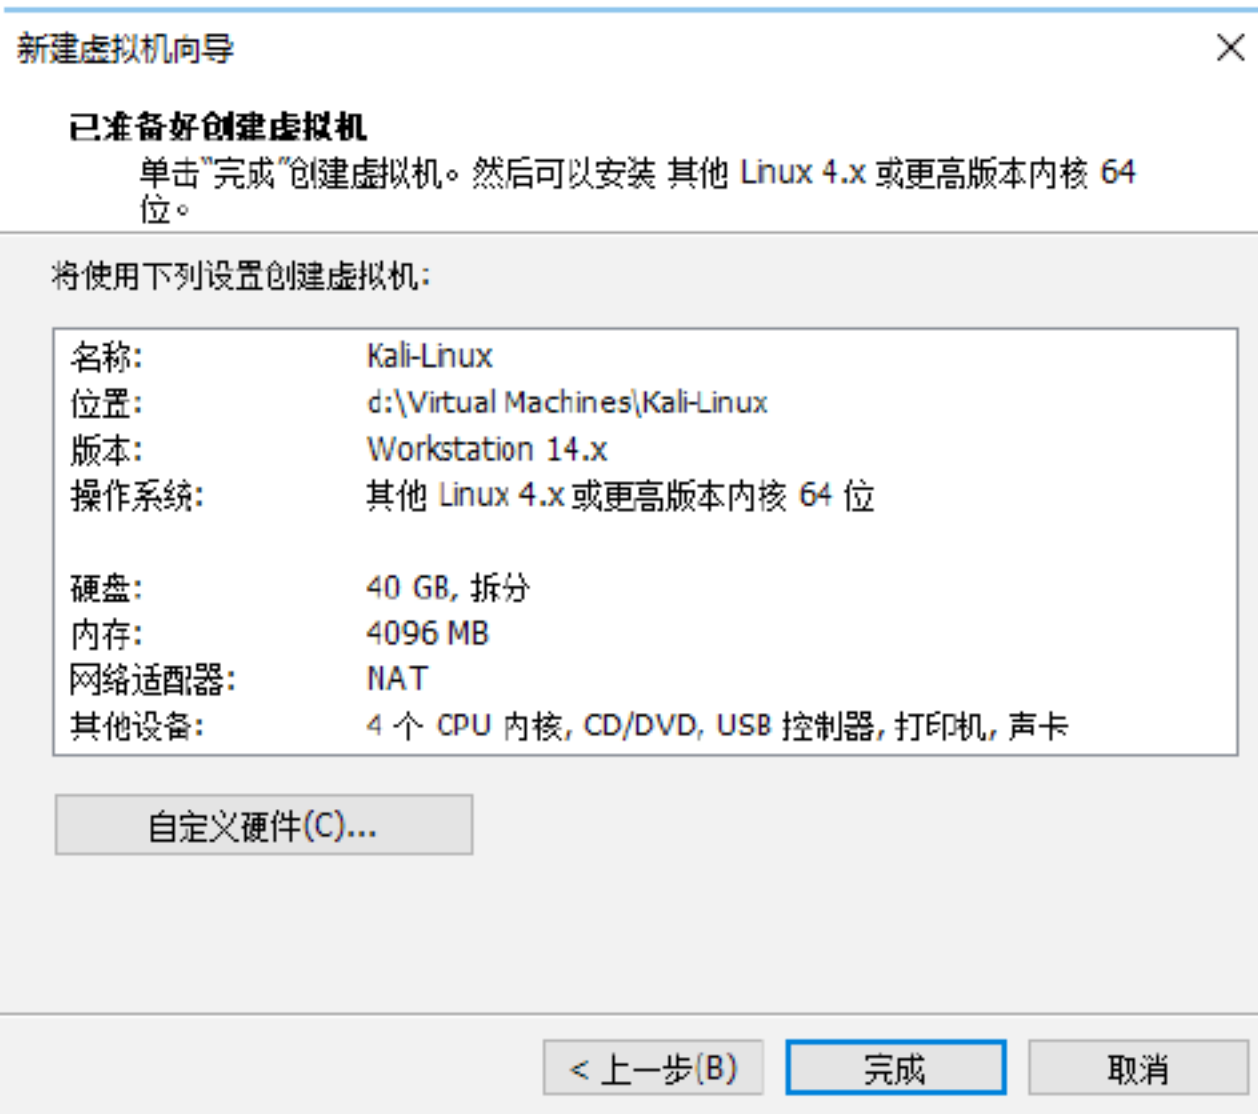 新建虚拟机向导
已准备好创建虚拟机
单击"完成"创建虚拟机。然后可以安装 其他 Linux 4.x 或更高版本内核 64
位。
将使用下列设置创建虚拟机:
名称: Kali-Linux
位置: d:\Virtual Machines\Kali-Linux
版本: Workstation 14.x
操作系统: 其他 Linux 4.x 或更高版本内核 64 位
硬盘: 40 GB, 拆分
内存: 4096 MB
网络适配器: NAT
其他设备: 4 个 CPU 内核, CD/DVD, USB 控制器, 打印机, 声卡
自定义硬件(C)...
< 上一步(B) 完成 取消